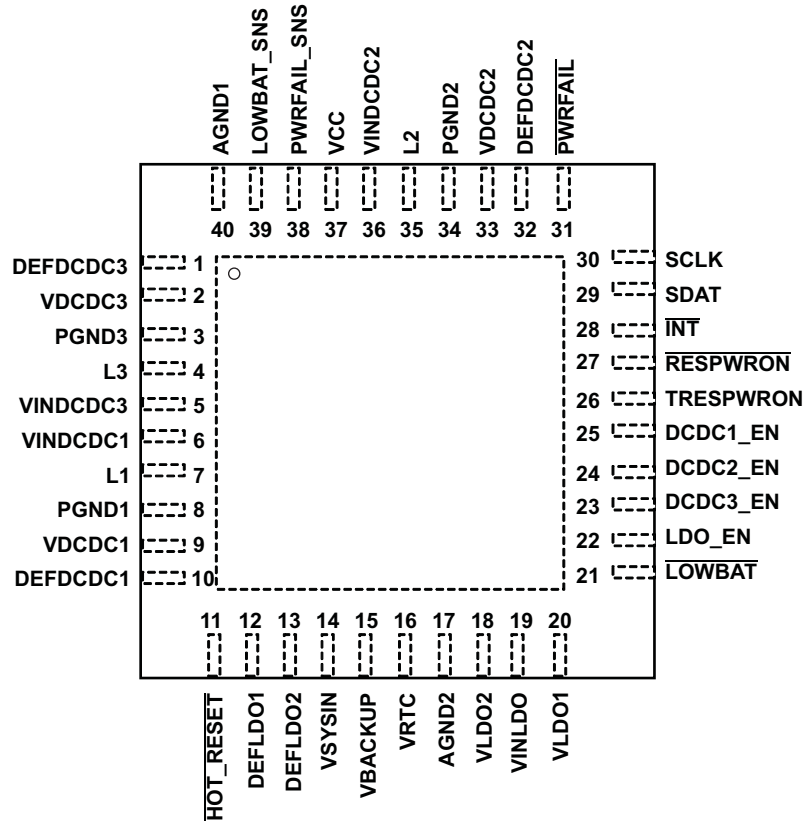 AGND1
LOWBAT_SNS
PWRFAIL_SNS
VCC
VINDCDC2
L2
PGND2
VDCDC2
DEFDCDC2
PWRFAIL
40 39 38 37 36 35 34 33 32 31
DEFDCDC3 1
VDCDC3 2
PGND3 3
L3 4
VINDCDC3 5
VINDCDC1 6
L1 7
PGND1 8
VDCDC1 9
DEFDCDC1 10
30 SCLK
29 SDAT
28 INT
27 RESPWRON
26 TRESPWRON
25 DCDC1_EN
24 DCDC2_EN
23 DCDC3_EN
22 LDO_EN
21 LOWBAT
11 12 13 14 15 16 17 18 19 20
HOT_RESET
DEFLDO1
DEFLDO2
VSYSIN
VBACKUP
VRTC
AGND2
VLDO2
VINLDO
VLDO1